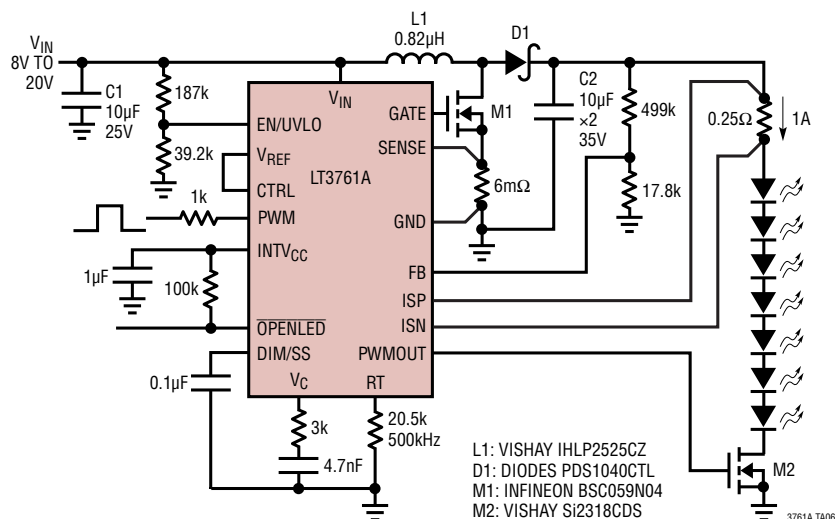 L1
0.82µH
D1
VIN
8V TO
20V
C1
10µF
25V
187k
39.2k
VIN
EN/UVLO
VREF
CTRL
LT3761A
PWM
1k
INTVCC
1µF
100k
OPENLED
DIM/SS
0.1µF
VC
RT
3k
4.7nF
20.5k
500kHz
GATE
SENSE
GND
FB
ISP
ISN
PWMOUT
M1
6mΩ
C2
10µF
×2
35V
499k
17.8k
0.25Ω
1A
M2
L1: VISHAY IHLP2525CZ
D1: DIODES PDS1040CTL
M1: INFINEON BSC059N04
M2: VISHAY Si2318CDS
3761A TA06